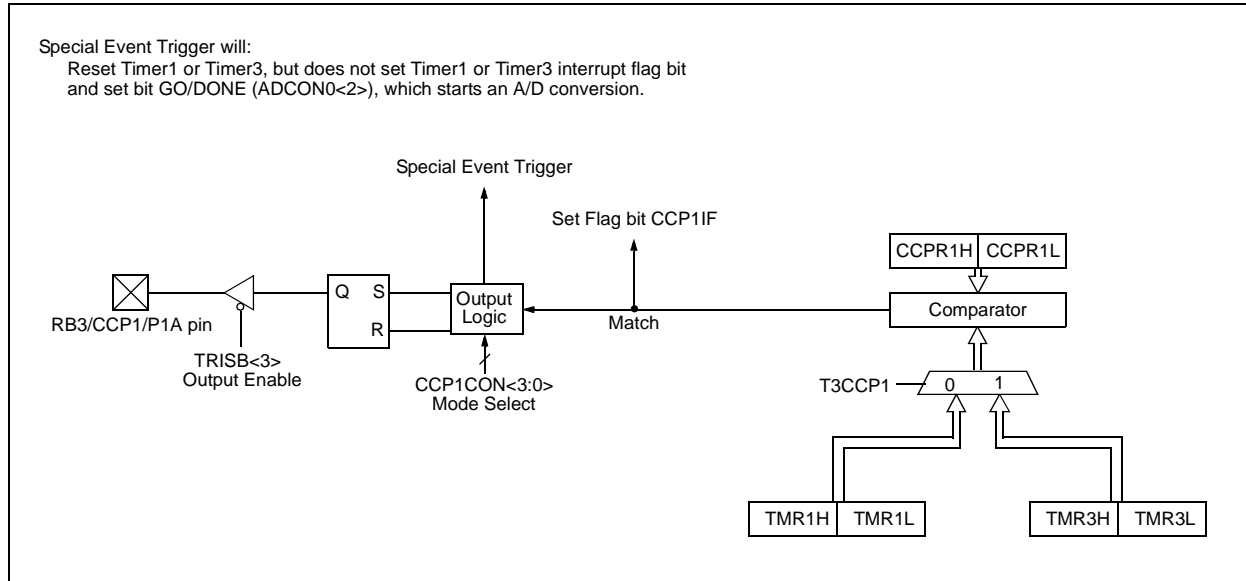 Special Event Trigger will:
Reset Timer1 or Timer3, but does not set Timer1 or Timer3 interrupt flag bit
and set bit GO/DONE (ADCON0<2>), which starts an A/D conversion.
Special Event Trigger
Set Flag bit CCP1IF
CCPR1H CCPR1L
Q S
R
Output
Logic
Match
Comparator
RB3/CCP1/P1A pin
TRISB<3>
Output Enable
CCP1CON<3:0>
Mode Select
T3CCP1
0 1
TMR1H TMR1L
TMR3H TMR3L